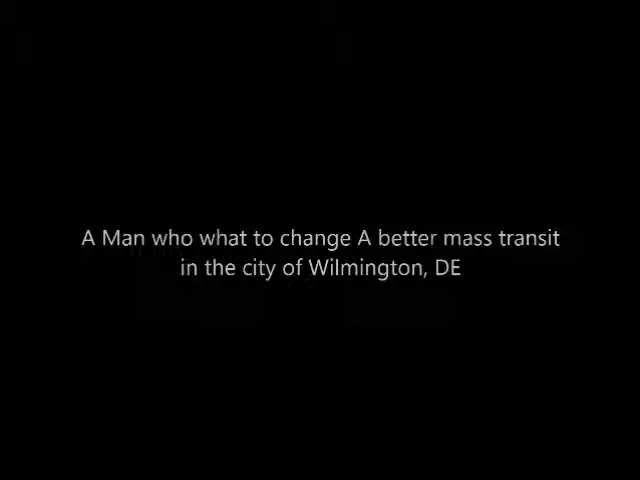 A Man who what to change A better mass transit
in the city of Wilmington, DE